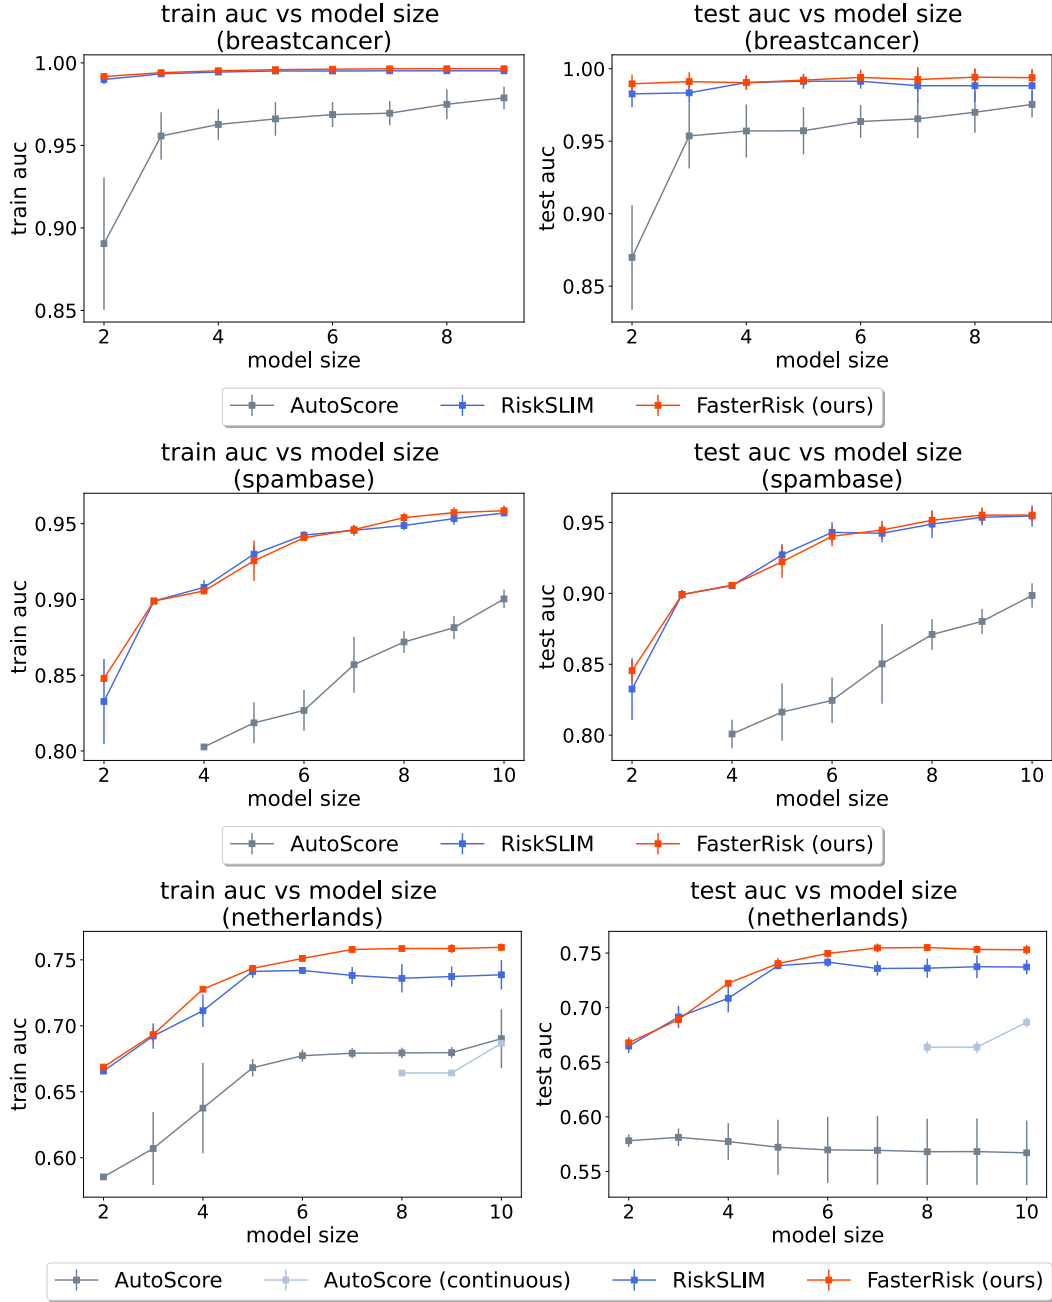 train auc vs model size
(breastcancer)
test auc vs model size
(breastcancer)
1.00
0.95
0.90
0.85
train auc
2 4 6 8
model size
1.00
0.95
0.90
0.85
test auc
2 4 6 8
model size
AutoScore RiskSLIM FasterRisk (ours)
train auc vs model size
(spambase)
test auc vs model size
(spambase)
0.95
0.90
0.85
0.80
train auc
2 4 6 8 10
model size
0.95
0.90
0.85
0.80
test auc
2 4 6 8 10
model size
AutoScore RiskSLIM FasterRisk (ours)
train auc vs model size
(netherlands)
test auc vs model size
(netherlands)
0.75
0.70
0.65
0.60
train auc
2 4 6 8 10
model size
0.75
0.70
0.65
0.60
0.55
test auc
2 4 6 8 10
model size
AutoScore AutoScore (continuous) RiskSLIM FasterRisk (ours)